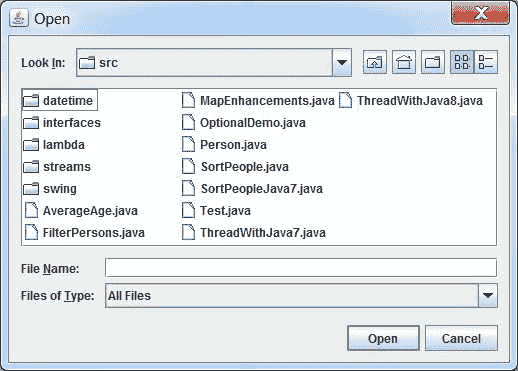 Open
Look In: src
datetime
interfaces
lambda
streams
swing
AverageAge.java
FilterPersons.java
MapEnhancements.java
OptionalDemo.java
Person.java
SortPeople.java
SortPeopleJava7.java
Test.java
ThreadWithJava7.java
ThreadWithJava8.java
File Name:
Files of Type: All Files
Open Cancel